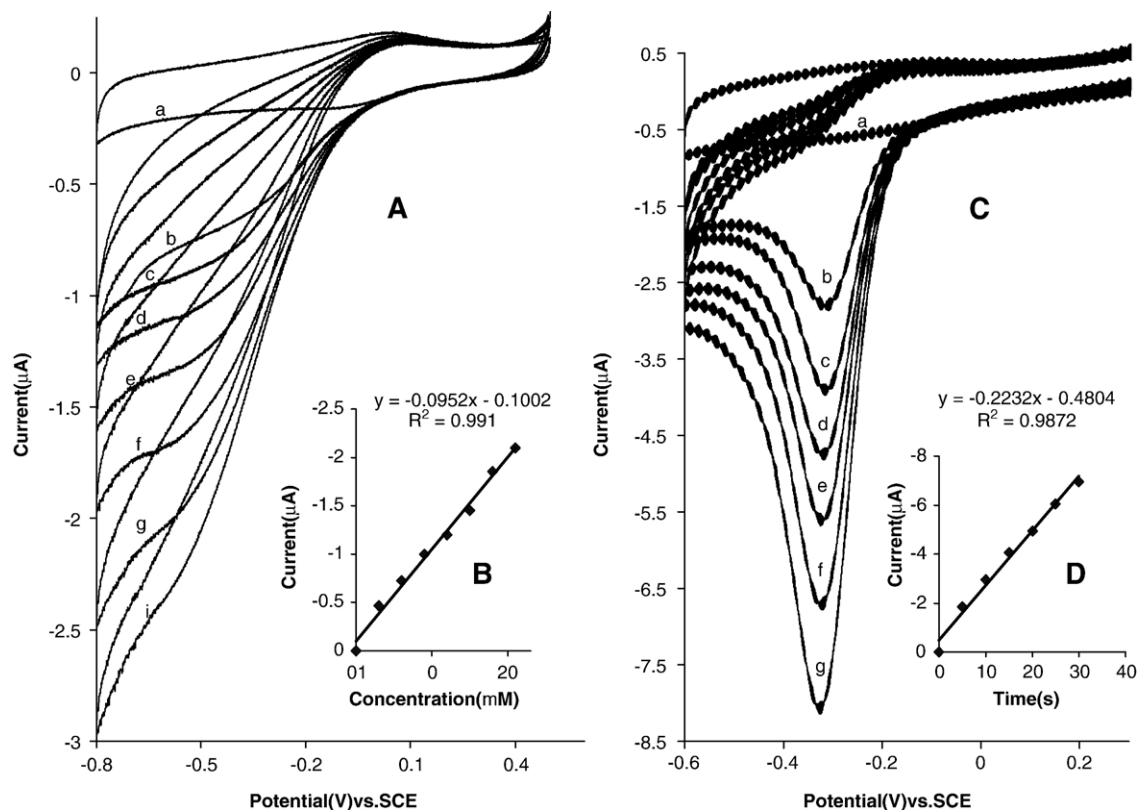 0
-0.5
-1
-1.5
-2
-2.5
-3
-0.8
-0.5
-0.2
0.1
0.4
Current(μA)
Potential(V)vs.SCE
a
b
c
d
e
f
g
i
A
y = -0.0952x - 0.1002
R² = 0.991
-2.5
-2
-1.5
-1
-0.5
0
01
0
20
Current(μA)
Concentration(mM)
B
0.5
-0.5
-1.5
-2.5
-3.5
-4.5
-5.5
-6.5
-7.5
-8.5
-0.6
-0.4
-0.2
0
0.2
Current(μA)
Potential(V)vs.SCE
a
b
c
d
e
f
g
C
y = -0.2232x - 0.4804
R² = 0.9872
-8
-6
-4
-2
0
0
10
20
30
40
Current(μA)
Time(s)
D